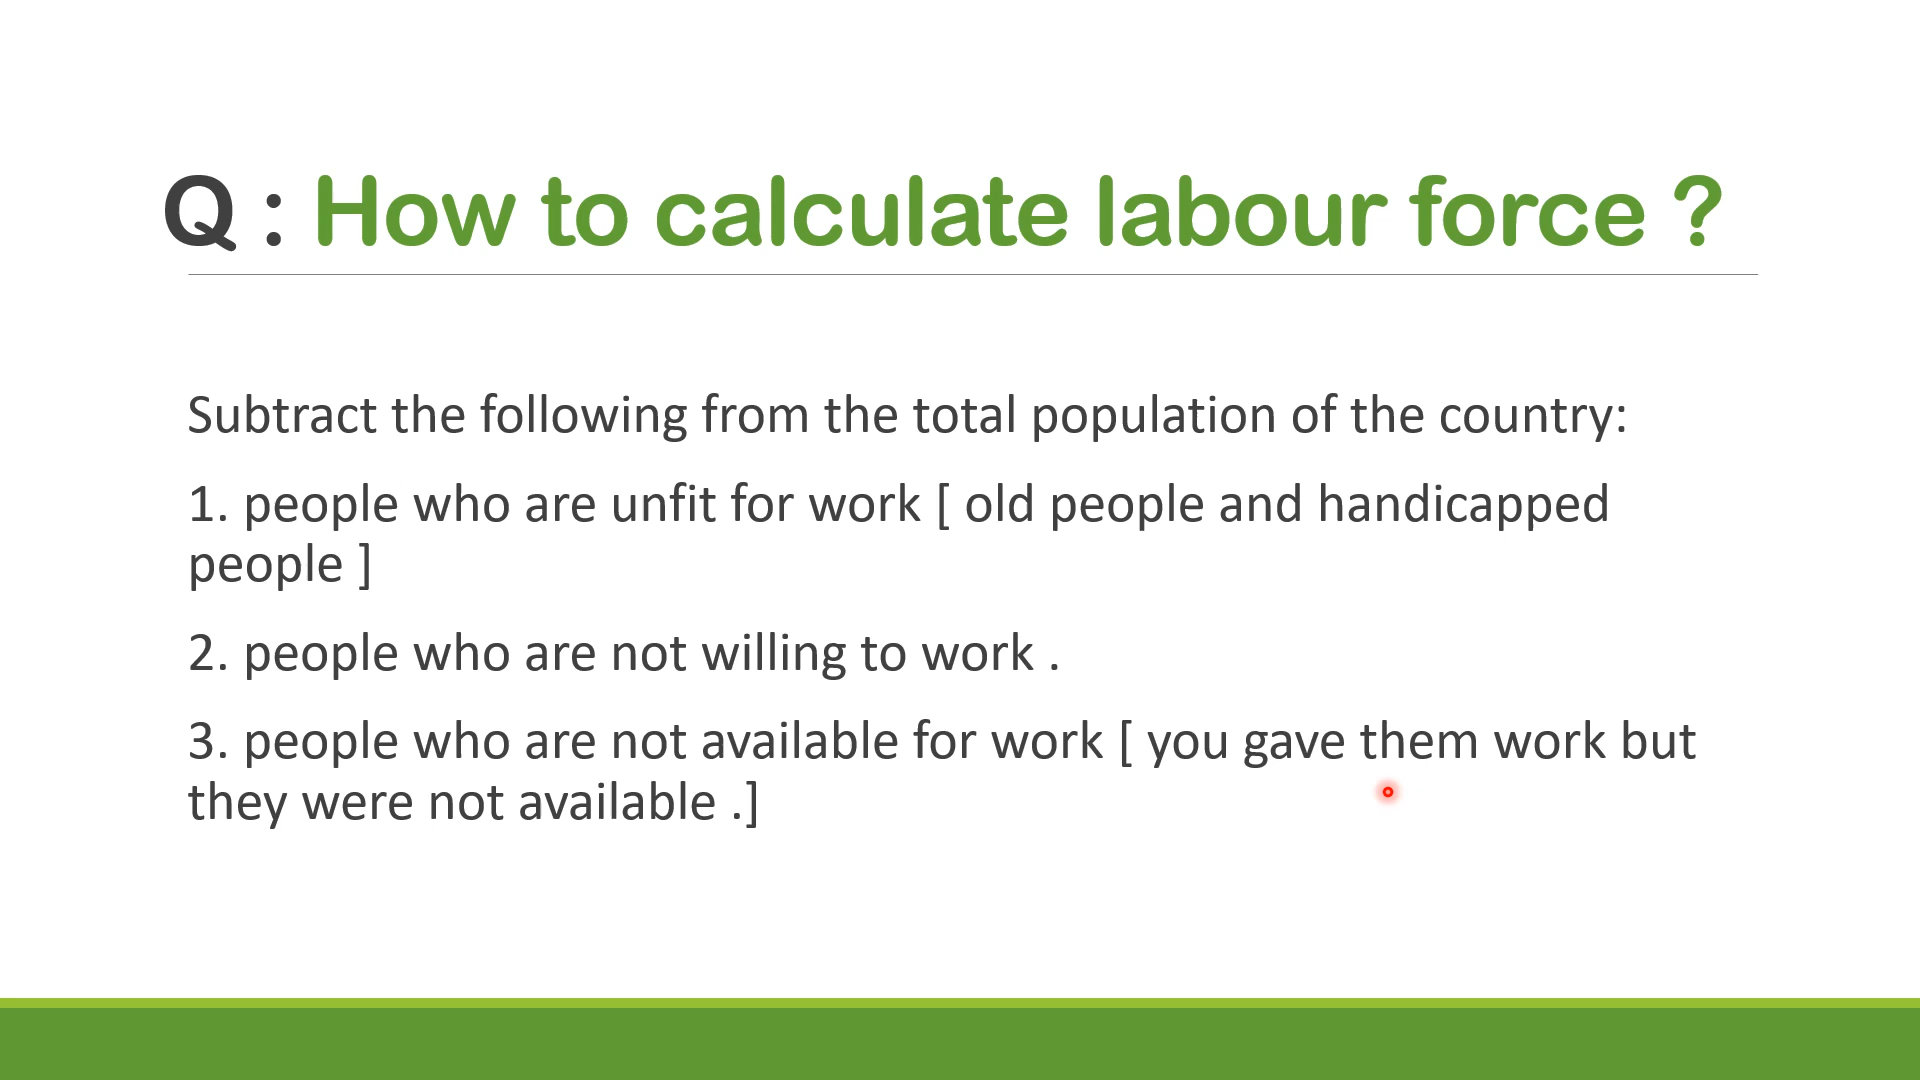 Q : How to calculate labour force ?
Subtract the following from the total population of the country:
1. people who are unfit for work [ old people and handicapped
people ]
2. people who are not willing to work .
3. people who are not available for work [ you gave them work but
they were not available .]